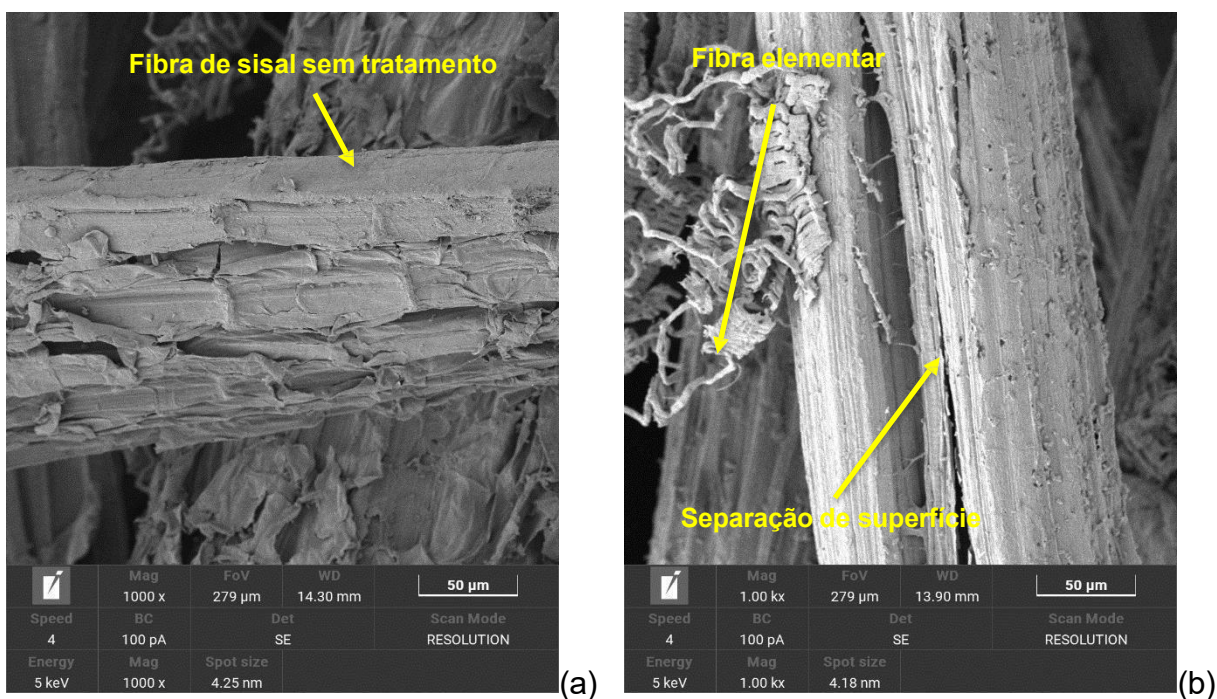 Fibra de sisal sem tratamento
Mag FoV WD
1000 x 279 µm 14.30 mm 50 µm
Speed BC Det Scan Mode
4 100 pA SE RESOLUTION
Energy Mag Spot size
5 keV 1000 x 4.25 nm
(a)
Fibra elementar
Separação de superfície
Mag FoV WD
1.00 kx 279 µm 13.90 mm 50 µm
Speed BC Det Scan Mode
4 100 pA SE RESOLUTION
Energy Mag Spot size
5 keV 1.00 kx 4.18 nm
(b)